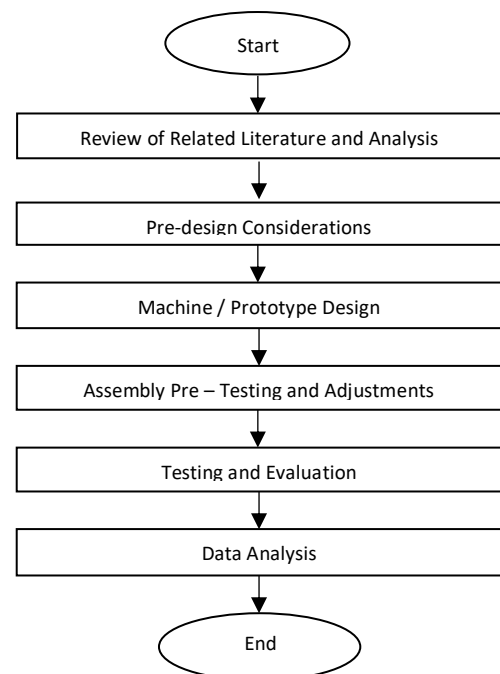 Start
Review of Related Literature and Analysis
Pre-design Considerations
Machine / Prototype Design
Assembly Pre – Testing and Adjustments
Testing and Evaluation
Data Analysis
End